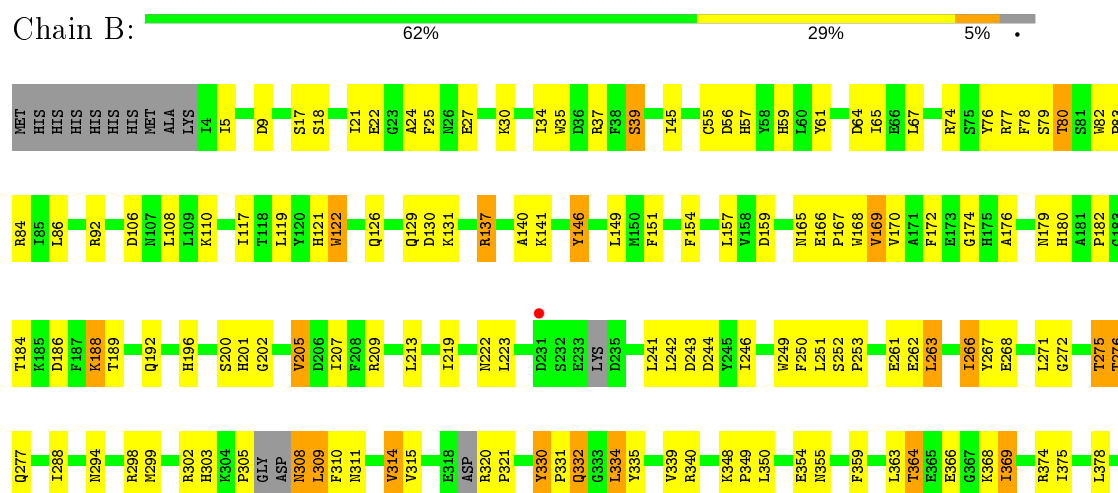 Chain B:
62% 29% 5% •
MET HIS HIS HIS HIS HIS HIS MET ALA LYS I4 I5 D9 S17 S18 I21 E22 G23 A24 F25 N26 E27 K30 I34 W35 D36 R37 F38 S39 I45 C55 D56 H57 Y58 H59 L60 Y61 D64 I65 E66 L67 R74 S75 Y76 R77 F78 S79 T80 S81 W82 P83
R84 I85 L86 R92 D106 N107 L108 L109 K110 I117 T118 L119 Y120 H121 W122 Q126 Q129 D130 K131 R137 A140 K141 Y146 L149 M150 F151 F154 L157 V158 D159 N165 E166 P167 W168 V169 V170 A171 F172 E173 G174 H175 A176 N179 H180 A181 P182 G183
T184 K185 D186 F187 K188 T189 Q192 H196 S200 H201 G202 V205 D206 I207 F208 R209 L213 I219 N222 L223 D231 S232 E233 LYS D235 L241 L242 D243 D244 Y245 I246 W249 F250 L251 S252 P253 E261 E262 L263 I266 Y267 E268 L271 G272 T275 T276
Q277 I288 N294 R298 M299 R302 H303 K304 P305 GLY ASP N308 L309 F310 N311 V314 V315 E318 ASP R320 P321 Y330 P331 Q332 G333 L334 Y335 V339 R340 K348 P349 L350 E354 N355 F359 L363 T364 E365 E366 G367 K368 I369 R374 I375 L378